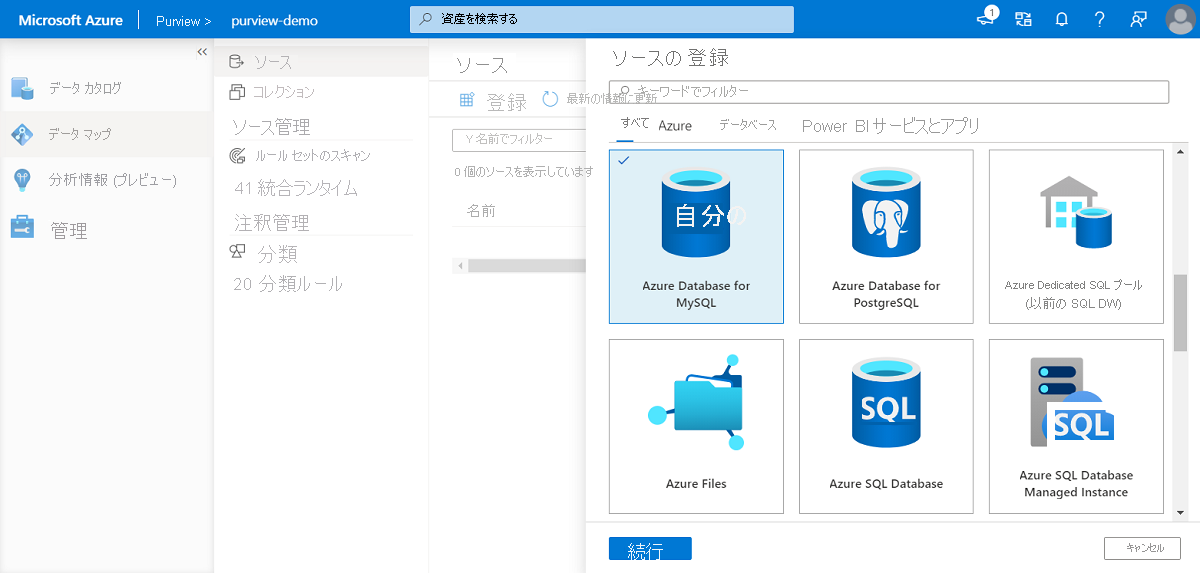 Microsoft Azure
Purview >
purview-demo
資産を検索する
1
«
データ カタログ
データ マップ
分析情報 (プレビュー)
管理
ソース
コレクション
ソース管理
ルール セットのスキャン
41 統合ランタイム
注釈管理
分類
20 分類ルール
ソース
登録
最新の情報に更新
名前でフィルター
0 個のソースを表示しています
名前
ソースの 登録
キーワードでフィルター
すべて
Azure
データベース
Power BI サービスとアプリ
自分の
Azure Database for
MySQL
Azure Database for
PostgreSQL
Azure Dedicated SQL プール
(以前の SQL DW)
Azure Files
SQL
Azure SQL Database
SQL
Azure SQL Database
Managed Instance
続行
キャンセル